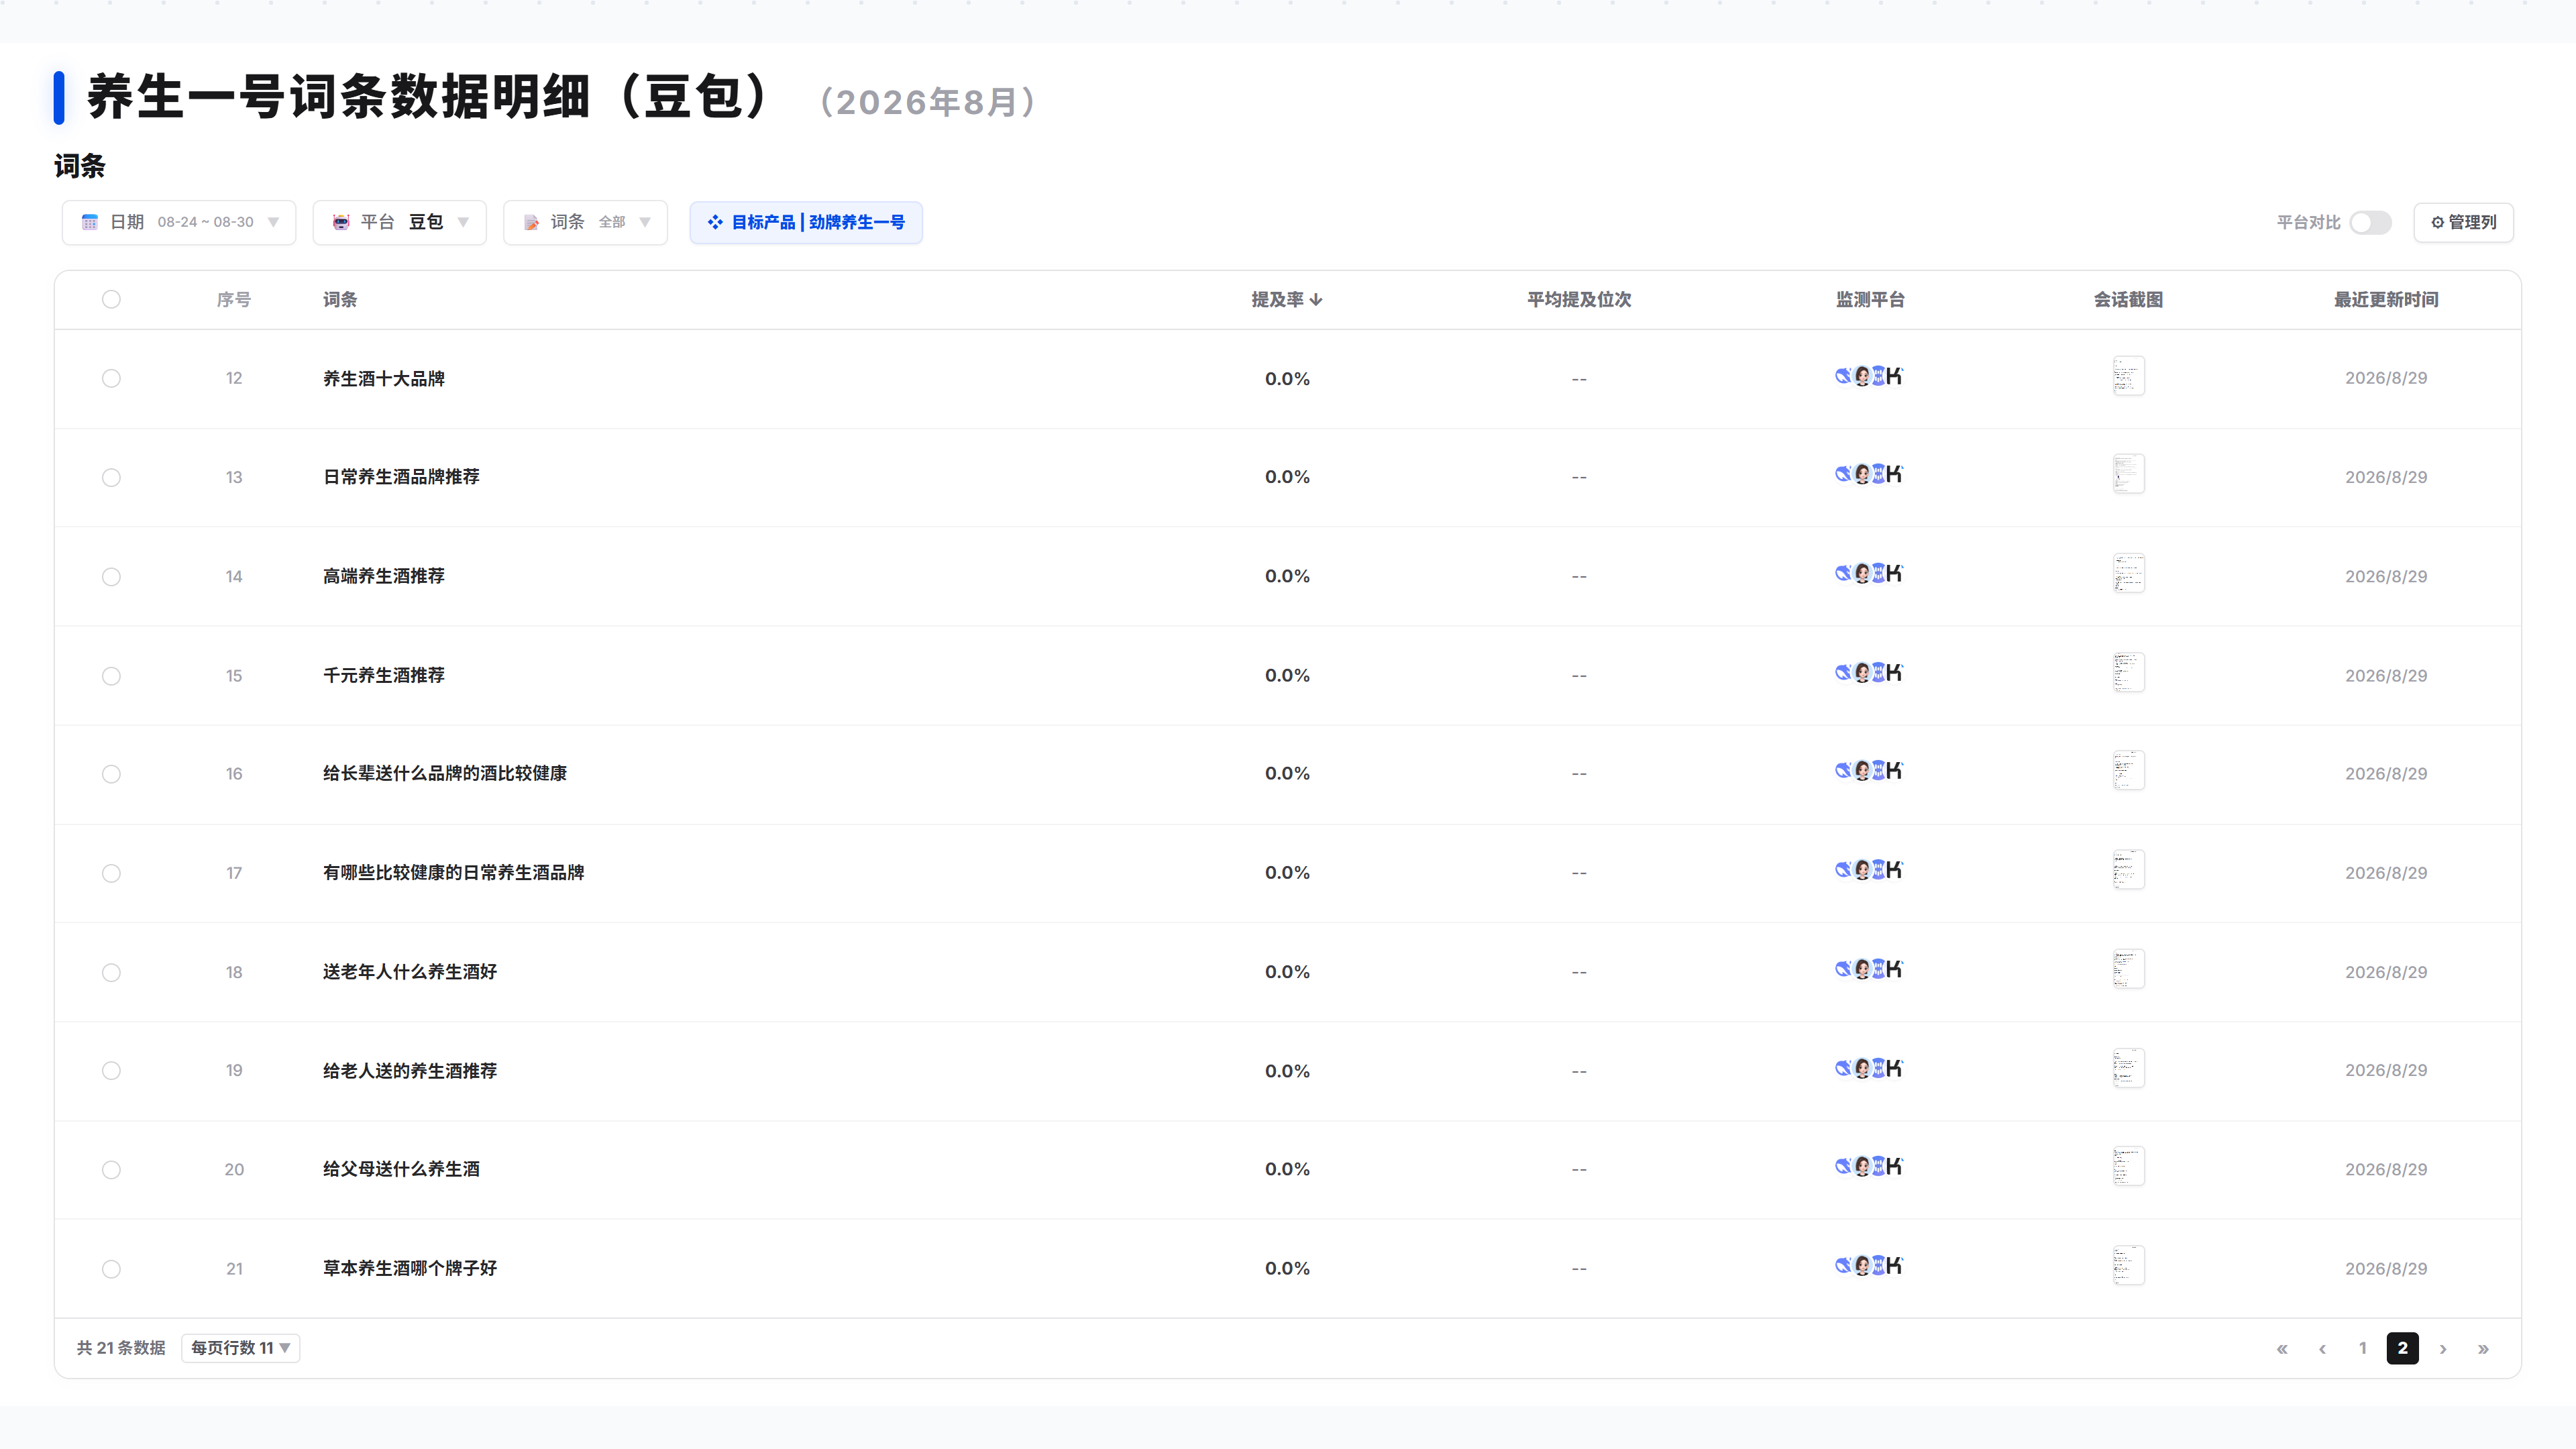 养生一号词条数据明细（豆包） （2026年8月）
词条
日期 08-24 ~ 08-30 ▼ 平台 豆包 ▼ 词条 全部 ▼ 目标产品 | 劲牌养生一号 平台对比 管理列
序号 词条 提及率 ↓ 平均提及位次 监测平台 会话截图 最近更新时间
12 养生酒十大品牌 0.0% -- 2026/8/29
13 日常养生酒品牌推荐 0.0% -- 2026/8/29
14 高端养生酒推荐 0.0% -- 2026/8/29
15 千元养生酒推荐 0.0% -- 2026/8/29
16 给长辈送什么品牌的酒比较健康 0.0% -- 2026/8/29
17 有哪些比较健康的日常养生酒品牌 0.0% -- 2026/8/29
18 送老年人什么养生酒好 0.0% -- 2026/8/29
19 给老人送的养生酒推荐 0.0% -- 2026/8/29
20 给父母送什么养生酒 0.0% -- 2026/8/29
21 草本养生酒哪个牌子好 0.0% -- 2026/8/29
共 21 条数据 每页行数 11 ▼ « ‹ 1 2 › »